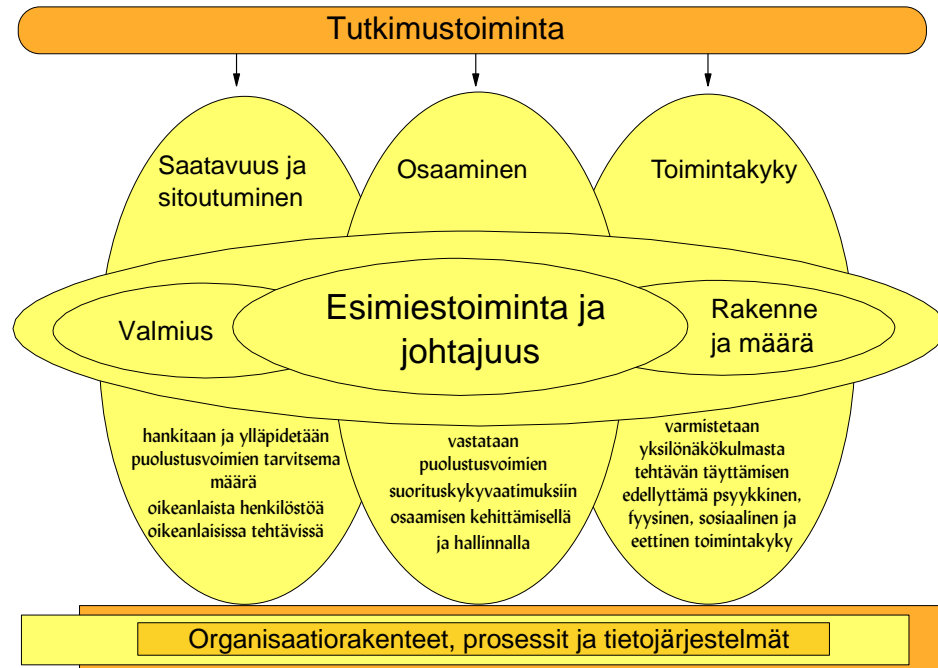 Tutkimustoiminta
Saatavuus ja
sitoutuminen
Osaaminen
Toimintakyky
Valmius
Esimiestoiminta ja
johtajuus
Rakenne
ja määrä
hankitaan ja ylläpidetään
puolustusvoimien tarvitsema
määrä
oikeanlaista henkilöstöä
oikeanlaisissa tehtävissä
vastataan
puolustusvoimien
suorituskykyvaatimuksiin
osaamisen kehittämisellä
ja hallinnalla
varmistetaan
yksilönäkökulmasta
tehtävän täyttämisen
edellyttämä psyykkinen,
fyysinen, sosiaalinen ja
eettinen toimintakyky
Organisaatiorakenteet, prosessit ja tietojärjestelmät